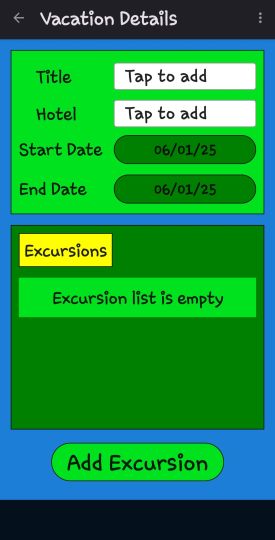 Vacation Details
Title Tap to add
Hotel Tap to add
Start Date 06/01/25
End Date 06/01/25
Excursions
Excursion list is empty
Add Excursion